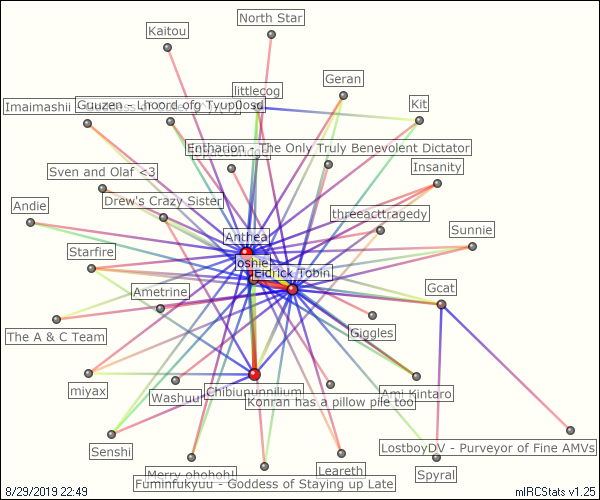 North Star
Kaitou
Geran
littlecog
Kit
Imaimashii
Guuzen - Lhoord ofg Tyup0osd
Entharion - The Only Truly Benevolent Dictator
Insanity
Sven and Olaf <3
Drew's Crazy Sister
Andie
threeacttragedy
Sunnie
Anthea
Starfire
oshie
Eldrick Tobin
Ametrine
Gcat
The A & C Team
Giggles
miyax
Washuu
Chibiununnilium
Ami Kintaro
Konran has a pillow pile too
Senshi
LostboyDV - Purveyor of Fine AMVs
Merry ohohoh!
Leareth
Spyral
Fuminfukyuu - Goddess of Staying up Late
8/29/2019 22:49
mIRCStats v1.25